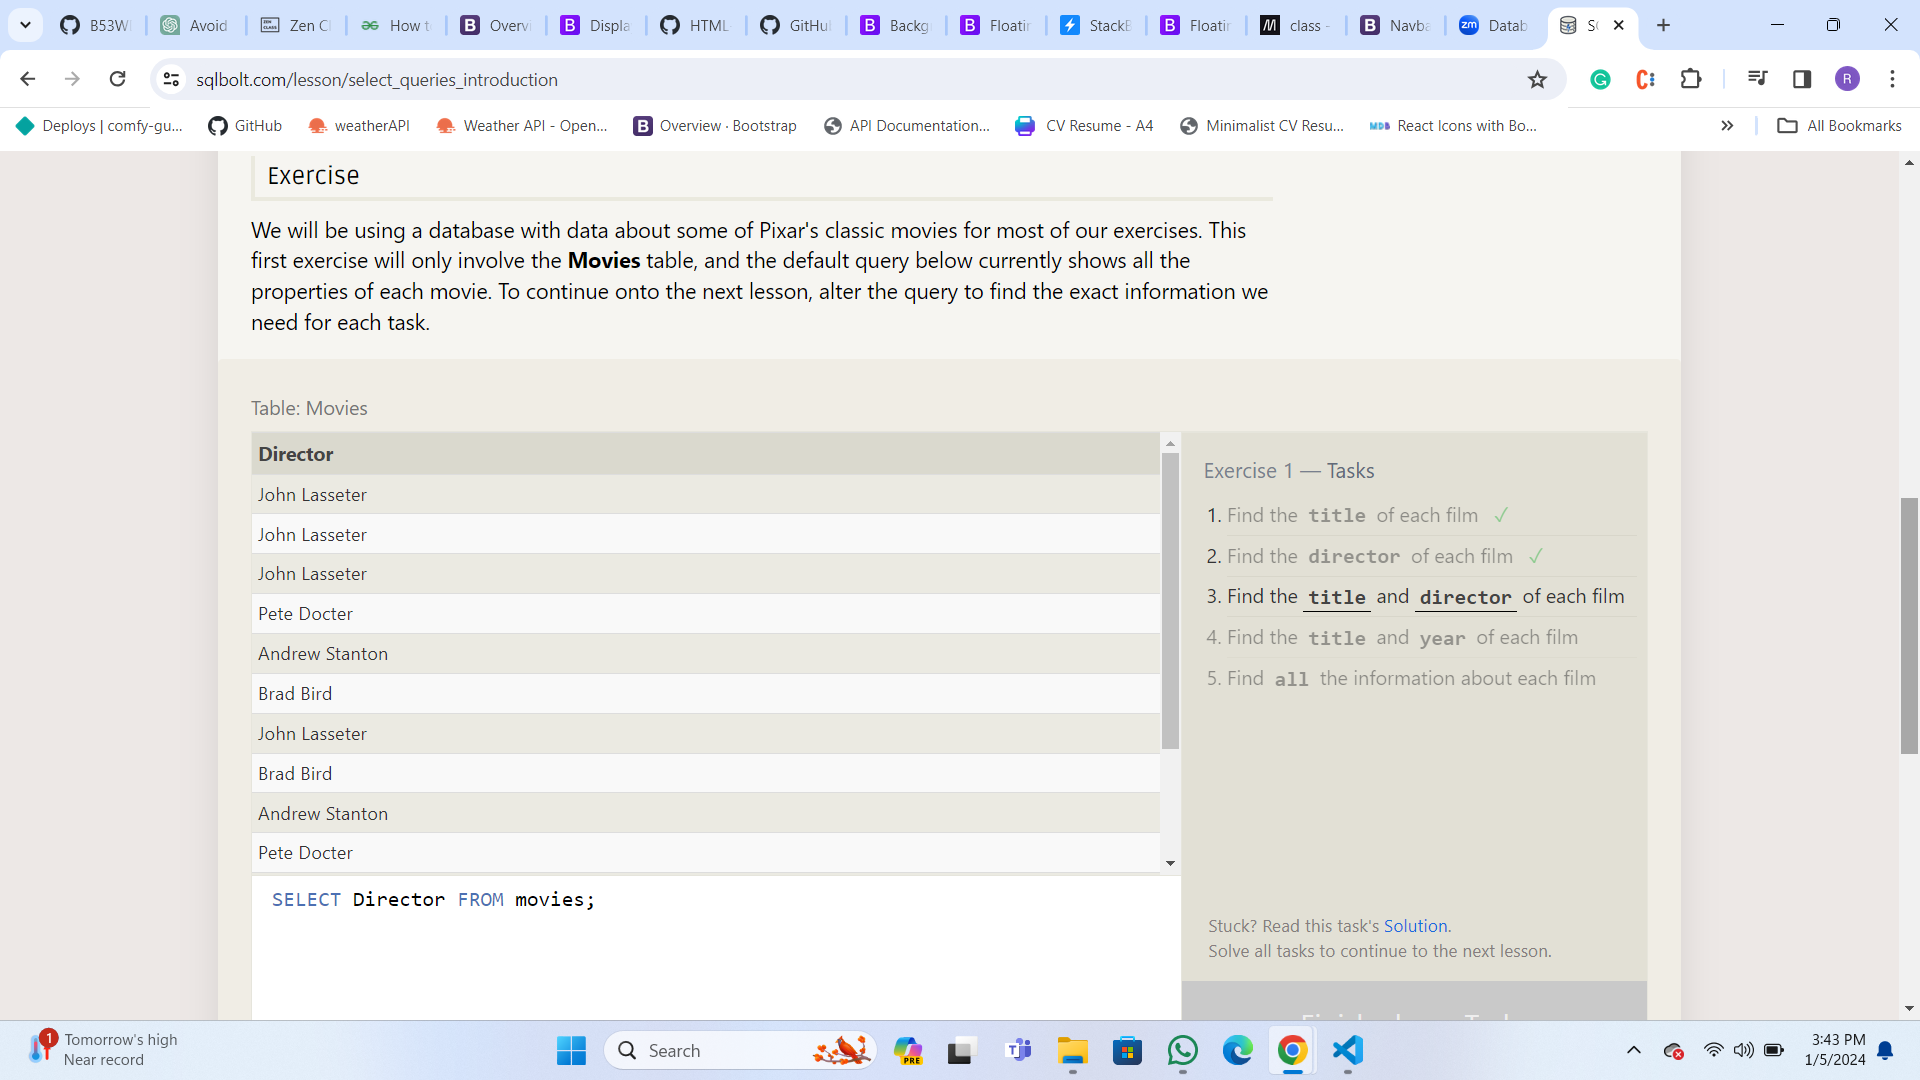 B53W
Avoid
Zen Cl
How t
Overv
Displa
HTML
GitHu
Backg
Floatin
StackB
Floatin
class -
Navba
Datab
sqlbolt.com/lesson/select_queries_introduction
R
Deploys | comfy-gu...
GitHub
weatherAPI
Weather API - Open...
Overview · Bootstrap
API Documentation...
CV Resume - A4
Minimalist CV Resu...
React Icons with Bo...
All Bookmarks
Exercise
We will be using a database with data about some of Pixar's classic movies for most of our exercises. This
first exercise will only involve the Movies table, and the default query below currently shows all the
properties of each movie. To continue onto the next lesson, alter the query to find the exact information we
need for each task.
Table: Movies
Director
John Lasseter
John Lasseter
John Lasseter
Pete Docter
Andrew Stanton
Brad Bird
John Lasseter
Brad Bird
Andrew Stanton
Pete Docter
SELECT Director FROM movies;
Exercise 1 — Tasks
1. Find the title of each film ✓
2. Find the director of each film ✓
3. Find the title and director of each film
4. Find the title and year of each film
5. Find all the information about each film
Stuck? Read this task's Solution.
Solve all tasks to continue to the next lesson.
1
Tomorrow's high
Near record
Search
PRE
3:43 PM
1/5/2024